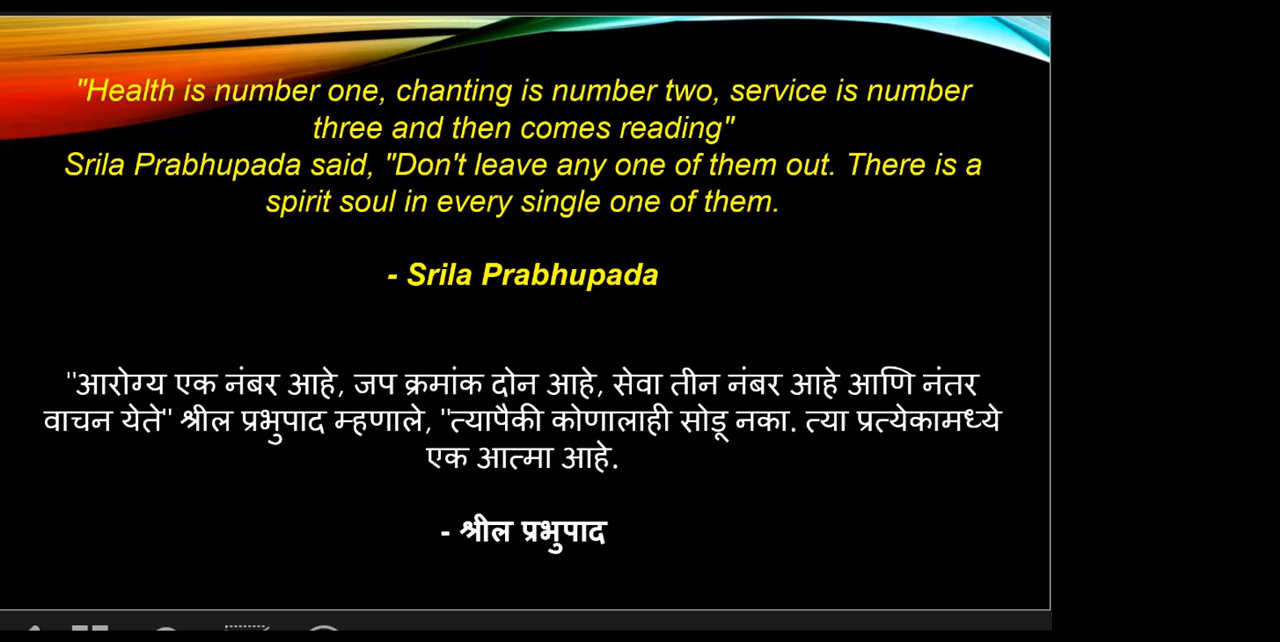 "Health is number one, chanting is number two, service is number
three and then comes reading"
Srila Prabhupada said, "Don't leave any one of them out. There is a
spirit soul in every single one of them.
- Srila Prabhupada
"आरोग्य एक नंबर आहे, जप क्रमांक दोन आहे, सेवा तीन नंबर आहे आणि नंतर
वाचन येते" श्रील प्रभुपाद म्हणाले, "त्यापैकी कोणालाही सोडू नका. त्या प्रत्येकामध्ये
एक आत्मा आहे.
- श्रील प्रभुपाद